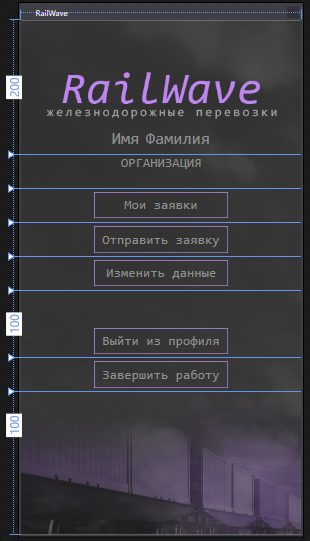 RailWave
RailWave
железнодорожные перевозки
Имя Фамилия
ОРГАНИЗАЦИЯ
Мои заявки
Отправить заявку
Изменить данные
Выйти из профиля
Завершить работу
200
100
100